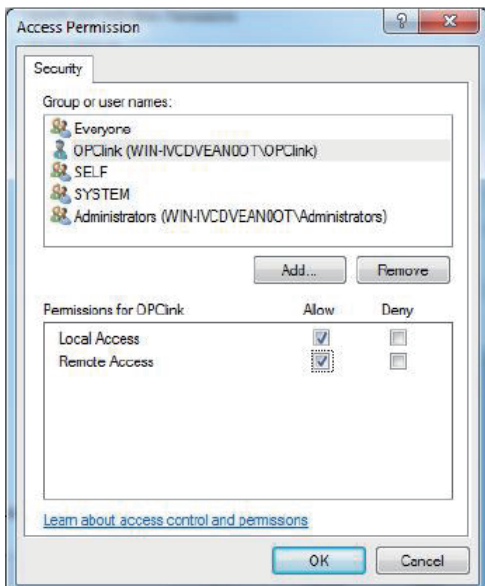 Access Permission
Security
Group or user names:
Everyone
OPClink (WIN-IVCDVEAN0OT\OPClink)
SELF
SYSTEM
Administrators (WIN-IVCDVEAN0OT\Administrators)
Add... Remove
Permissions for OPClink Allow Deny
Local Access
Remote Access
Learn about access control and permissions
OK Cancel